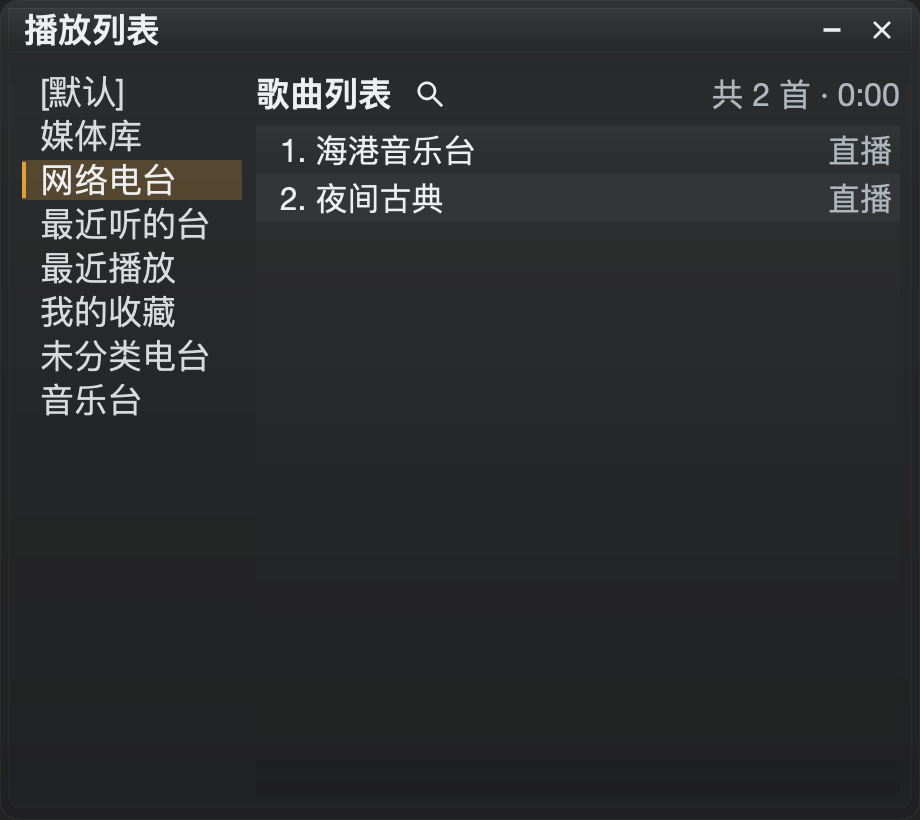 播放列表
[默认]
媒体库
网络电台
最近听的台
最近播放
我的收藏
未分类电台
音乐台
歌曲列表
共 2 首 · 0:00
1. 海港音乐台 直播
2. 夜间古典 直播